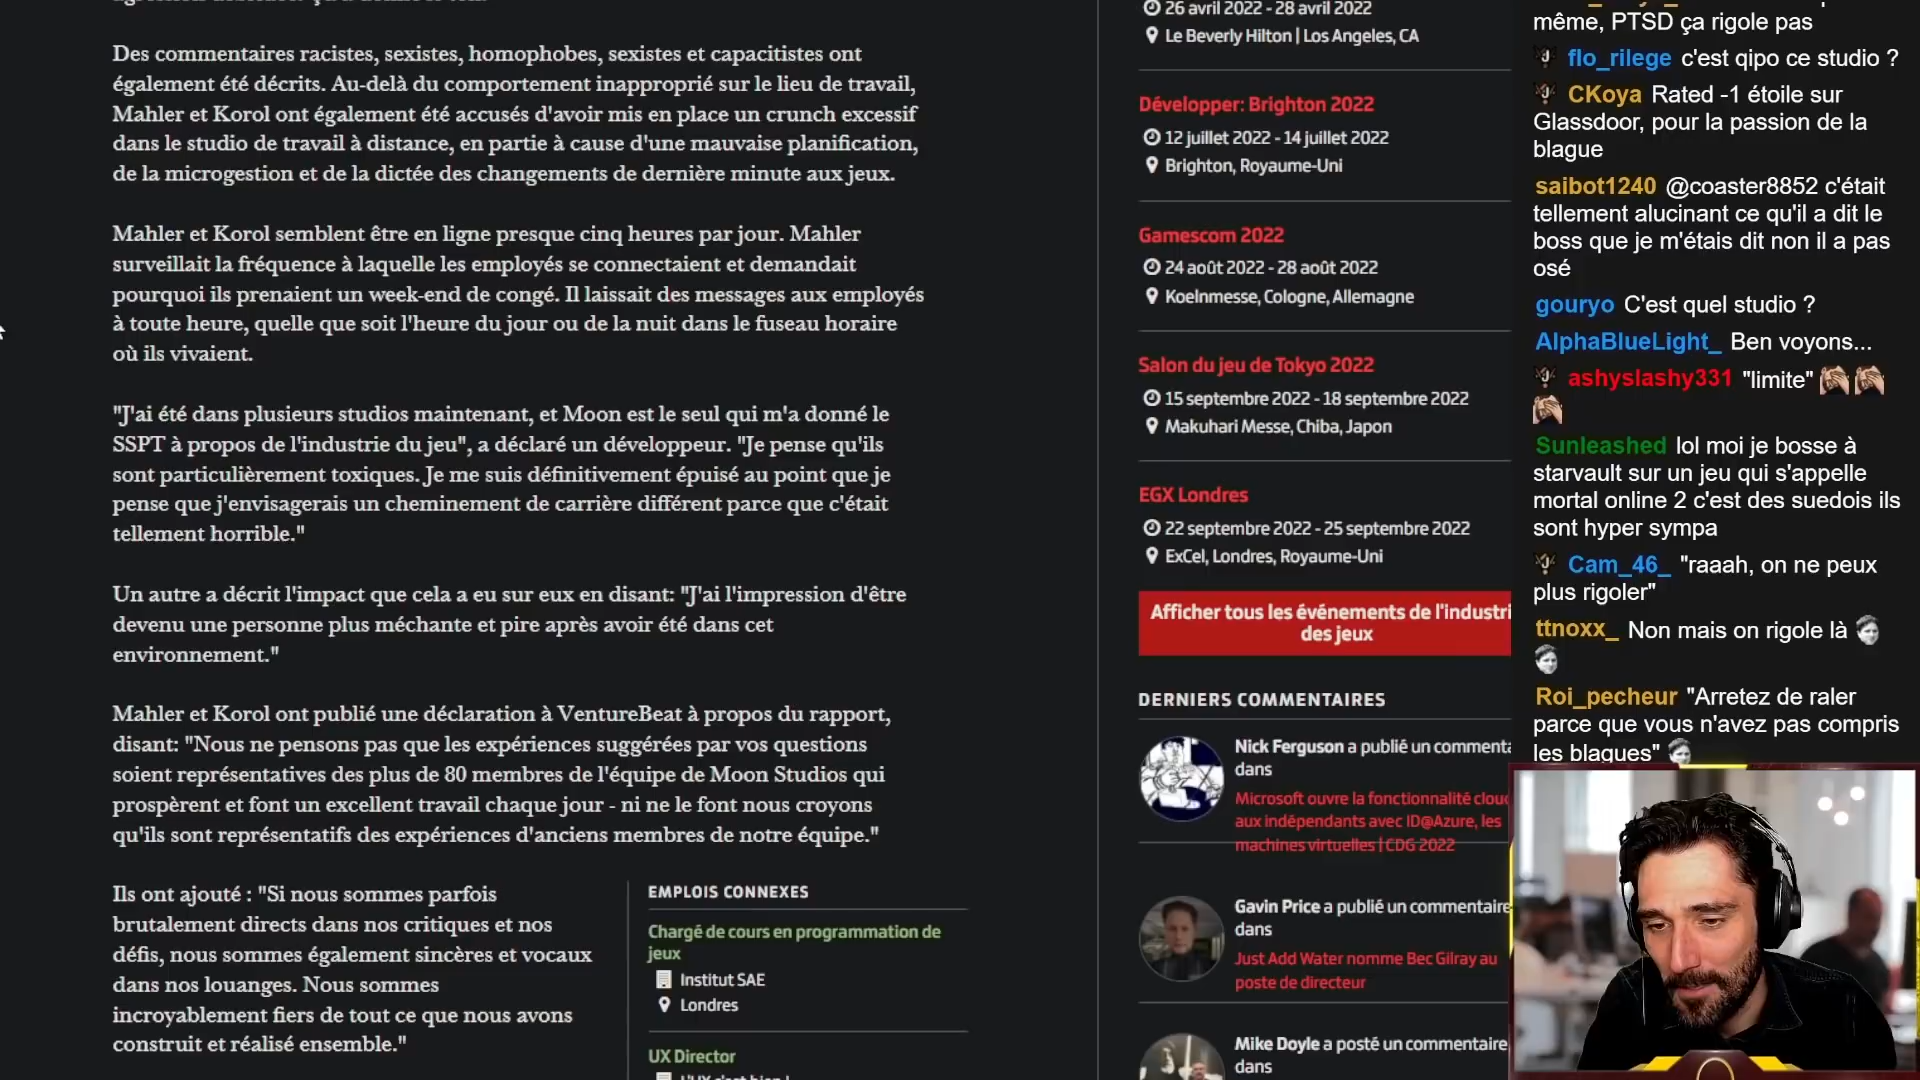 Des commentaires racistes, sexistes, homophobes, sexistes et capacitistes ont
également été décrits. Au-delà du comportement inapproprié sur le lieu de travail,
Mahler et Korol ont également été accusés d'avoir mis en place un crunch excessif
dans le studio de travail à distance, en partie à cause d'une mauvaise planification,
de la microgestion et de la dictée des changements de dernière minute aux jeux.
Mahler et Korol semblent être en ligne presque cinq heures par jour. Mahler
surveillait la fréquence à laquelle les employés se connectaient et demandait
pourquoi ils prenaient un week-end de congé. Il laissait des messages aux employés
à toute heure, quelle que soit l'heure du jour ou de la nuit dans le fuseau horaire
où ils vivaient.
"J'ai été dans plusieurs studios maintenant, et Moon est le seul qui m'a donné le
SSPT à propos de l'industrie du jeu", a déclaré un développeur. "Je pense qu'ils
sont particulièrement toxiques. Je me suis définitivement épuisé au point que je
pense que j'envisagerais un cheminement de carrière différent parce que c'était
tellement horrible."
Un autre a décrit l'impact que cela a eu sur eux en disant: "J'ai l'impression d'être
devenu une personne plus méchante et pire après avoir été dans cet
environnement."
Mahler et Korol ont publié une déclaration à VentureBeat à propos du rapport,
disant: "Nous ne pensons pas que les expériences suggérées par vos questions
soient représentatives des plus de 80 membres de l'équipe de Moon Studios qui
prospèrent et font un excellent travail chaque jour - ni ne le font nous croyons
qu'ils sont représentatifs des expériences d'anciens membres de notre équipe."
Ils ont ajouté : "Si nous sommes parfois
brutalement directs dans nos critiques et nos
défis, nous sommes également sincères et vocaux
dans nos louanges. Nous sommes
incroyablement fiers de tout ce que nous avons
construit et réalisé ensemble."
EMPLOIS CONNEXES
Chargé de cours en programmation de
jeux
Institut SAE
Londres
UX Director
26 avril 2022 - 28 avril 2022
Le Beverly Hilton | Los Angeles, CA
Développer: Brighton 2022
12 juillet 2022 - 14 juillet 2022
Brighton, Royaume-Uni
Gamescom 2022
24 août 2022 - 28 août 2022
Koelnmesse, Cologne, Allemagne
Salon du jeu de Tokyo 2022
15 septembre 2022 - 18 septembre 2022
Makuhari Messe, Chiba, Japon
EGX Londres
22 septembre 2022 - 25 septembre 2022
ExCel, Londres, Royaume-Uni
Afficher tous les événements de l'industri
des jeux
DERNIERS COMMENTAIRES
Nick Ferguson a publié un commenta
dans
Microsoft ouvre la fonctionnalité clou
aux indépendants avec ID@Azure, les
machines virtuelles | CDG 2022
Gavin Price a publié un commentaire
dans
Just Add Water nomme Bec Gilray au
poste de directeur
Mike Doyle a posté un commentaire
dans
même, PTSD ça rigole pas
flo_rilege c'est qipo ce studio ?
CKoya Rated -1 étoile sur
Glassdoor, pour la passion de la
blague
saibot1240 @coaster8852 c'était
tellement alucinant ce qu'il a dit le
boss que je m'étais dit non il a pas
osé
gouryo C'est quel studio ?
AlphaBlueLight_ Ben voyons...
ashyslashy331 "limite"
Sunleashed lol moi je bosse à
starvault sur un jeu qui s'appelle
mortal online 2 c'est des suedois ils
sont hyper sympa
Cam_46_ "raaah, on ne peux
plus rigoler"
ttnoxx_ Non mais on rigole là
Roi_pecheur "Arretez de raler
parce que vous n'avez pas compris
les blagues"